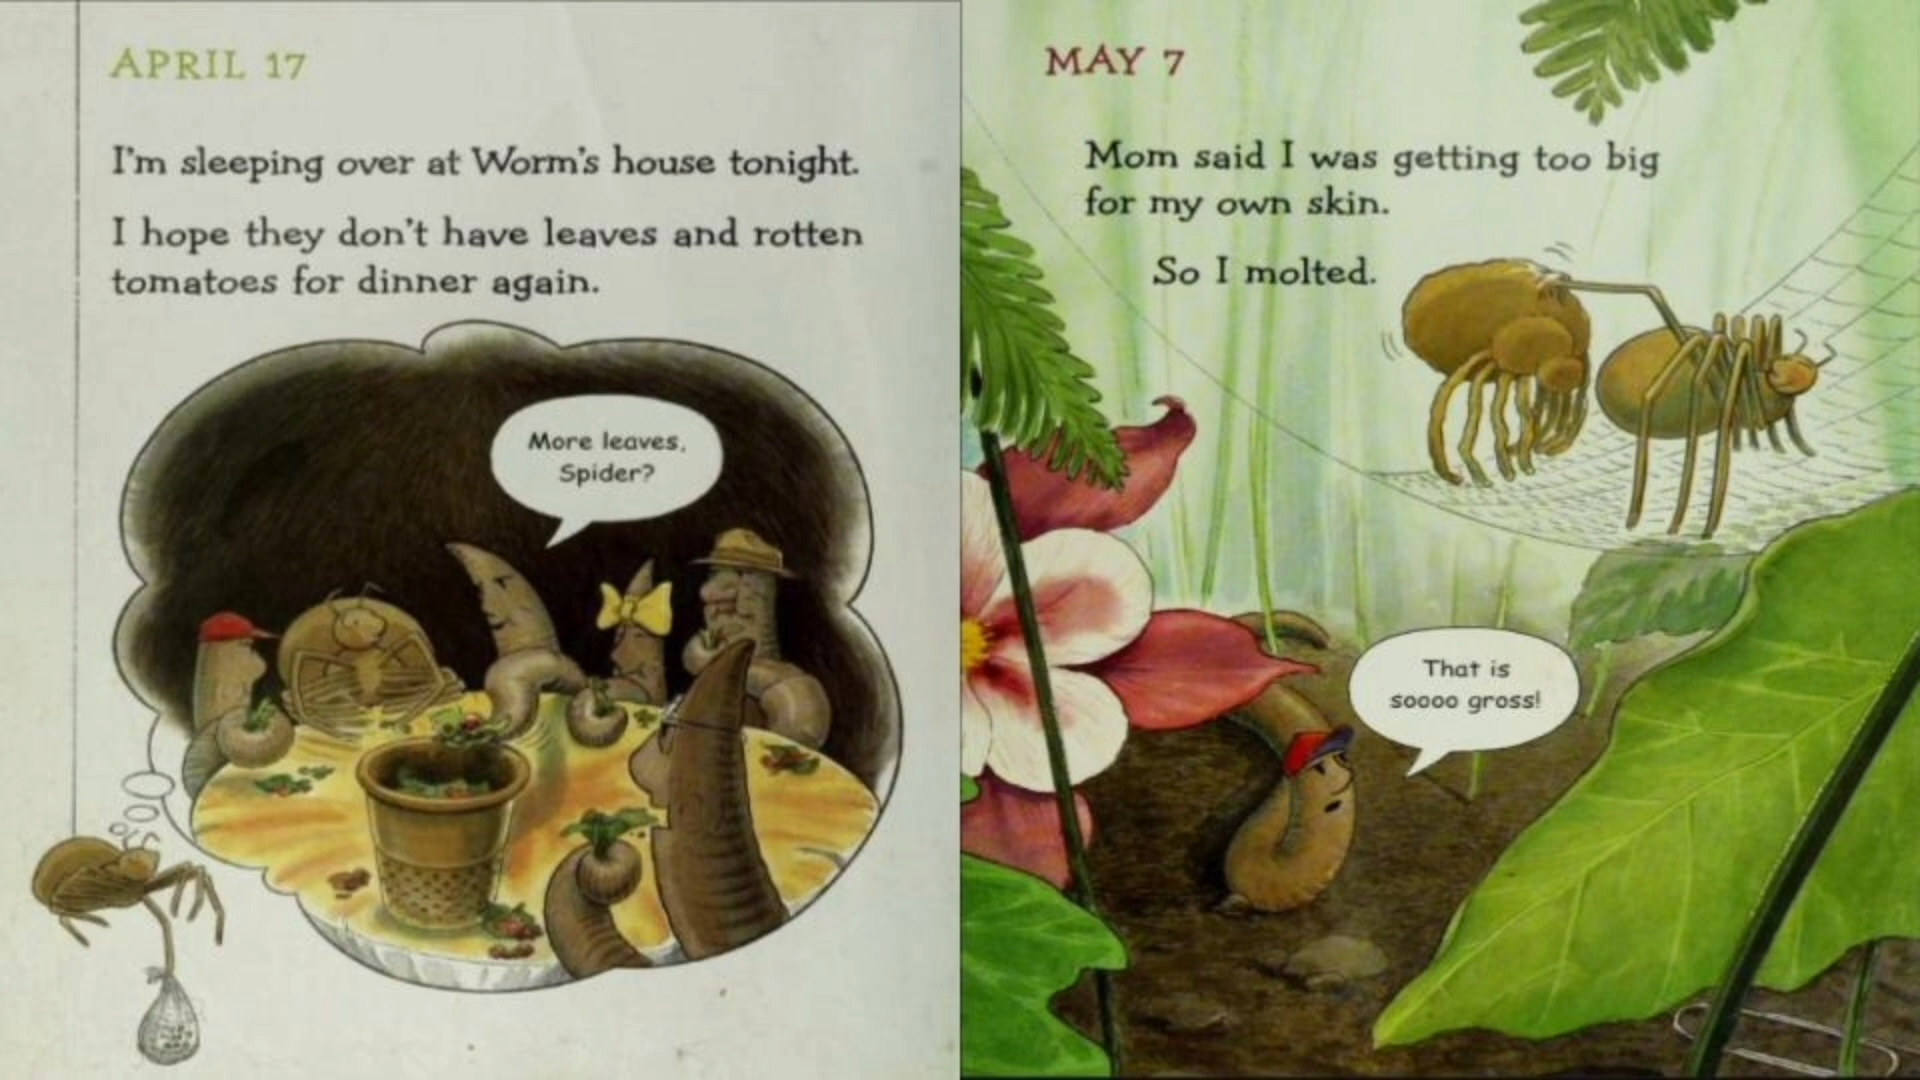 APRIL 17
I'm sleeping over at Worm's house tonight.
I hope they don't have leaves and rotten
tomatoes for dinner again.
More leaves,
Spider?
MAY 7
Mom said I was getting too big
for my own skin.
So I molted.
That is
soooo gross!